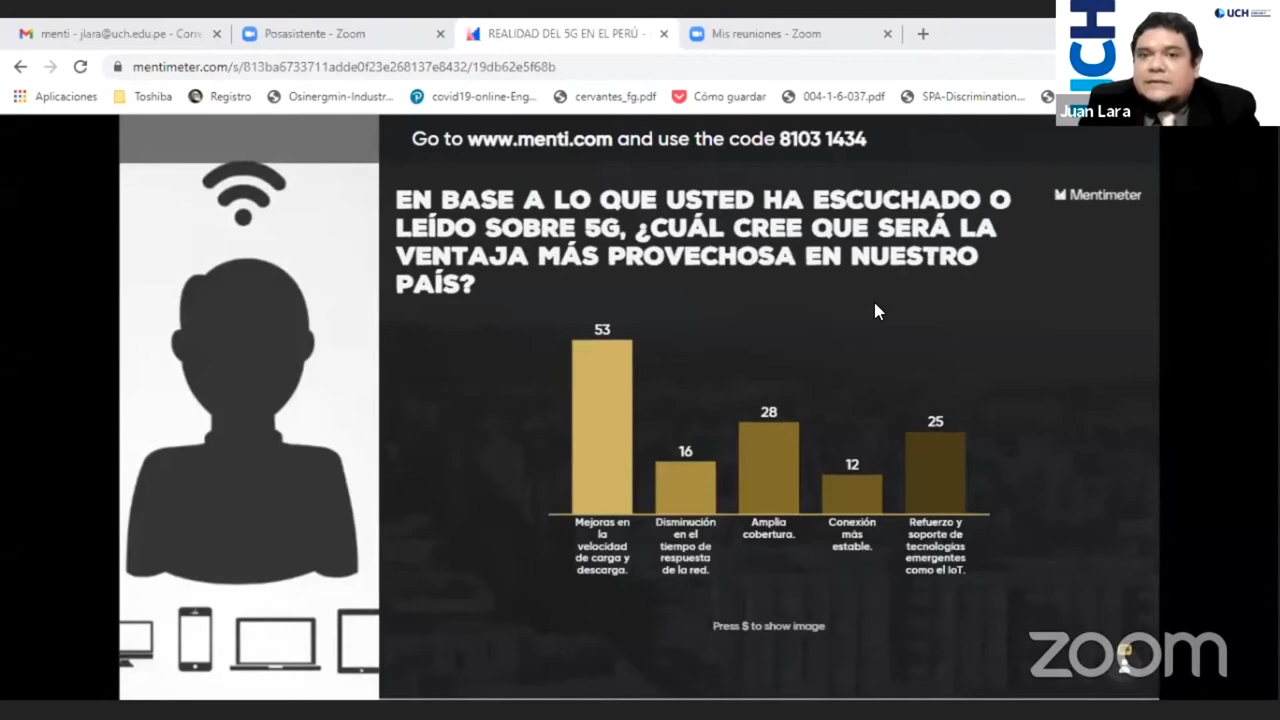 menti - jlara@uch.edu.pe - Corre
Posasistente - Zoom
REALIDAD DEL 5G EN EL PERÚ -
Mis reuniones - Zoom
mentimeter.com/s/813ba6733711adde0f23e268137e8432/19db62e5f68b
Aplicaciones
Toshiba
Registro
Osinergmin-Industr...
covid19-online-Eng...
cervantes_fg.pdf
Cómo guardar
004-1-6-037.pdf
SPA-Discrimination...
UCH
UCH
Juan Lara
Go to www.menti.com and use the code 8103 1434
Mentimeter
EN BASE A LO QUE USTED HA ESCUCHADO O
LEÍDO SOBRE 5G, ¿CUÁL CREE QUE SERÁ LA
VENTAJA MÁS PROVECHOSA EN NUESTRO
PAÍS?
53
16
28
12
25
Mejoras en
la
velocidad
de carga y
descarga.
Disminución
en el
tiempo de
respuesta
de la red.
Amplia
cobertura.
Conexión
más
estable.
Refuerzo y
soporte de
tecnologías
emergentes
como el IoT.
Press S to show image
zoom